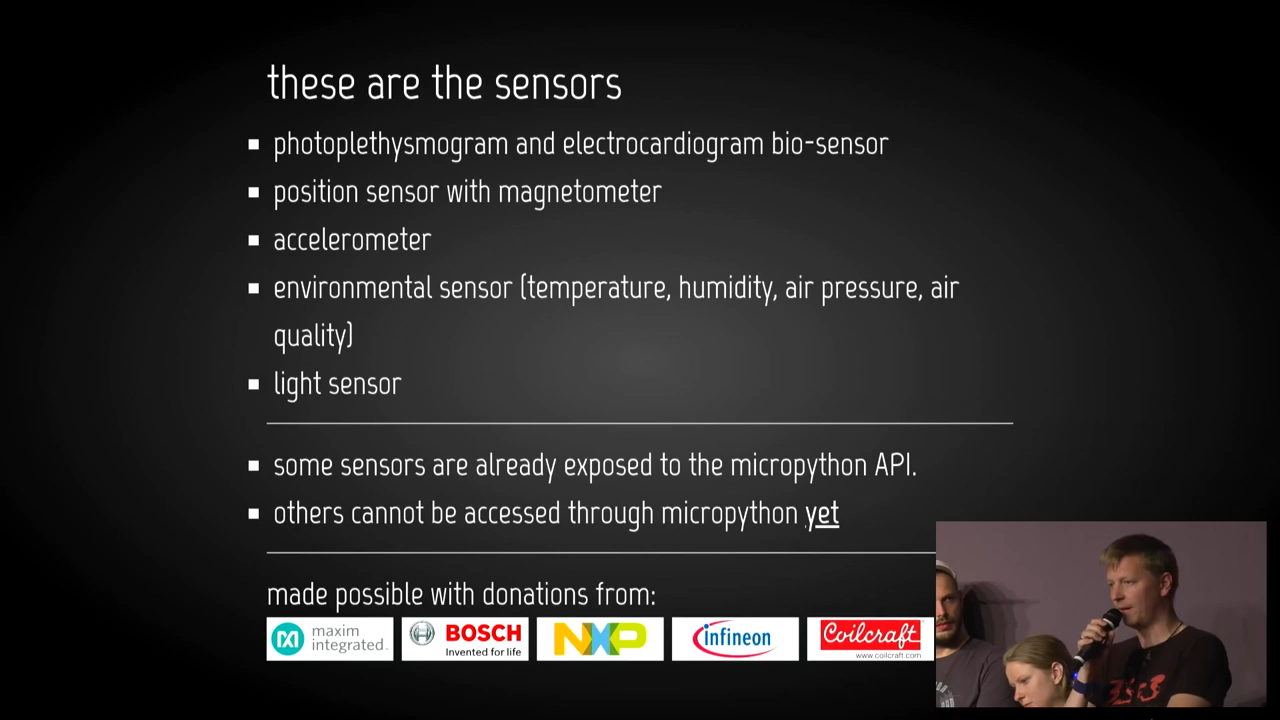 these are the sensors
photoplethysmogram and electrocardiogram bio-sensor
position sensor with magnetometer
accelerometer
environmental sensor (temperature, humidity, air pressure, air
quality)
light sensor
some sensors are already exposed to the micropython API.
others cannot be accessed through micropython yet
made possible with donations from:
maxim
integrated
BOSCH
Invented for life
NXP
infineon
Coilcraft
www.coilcraft.com